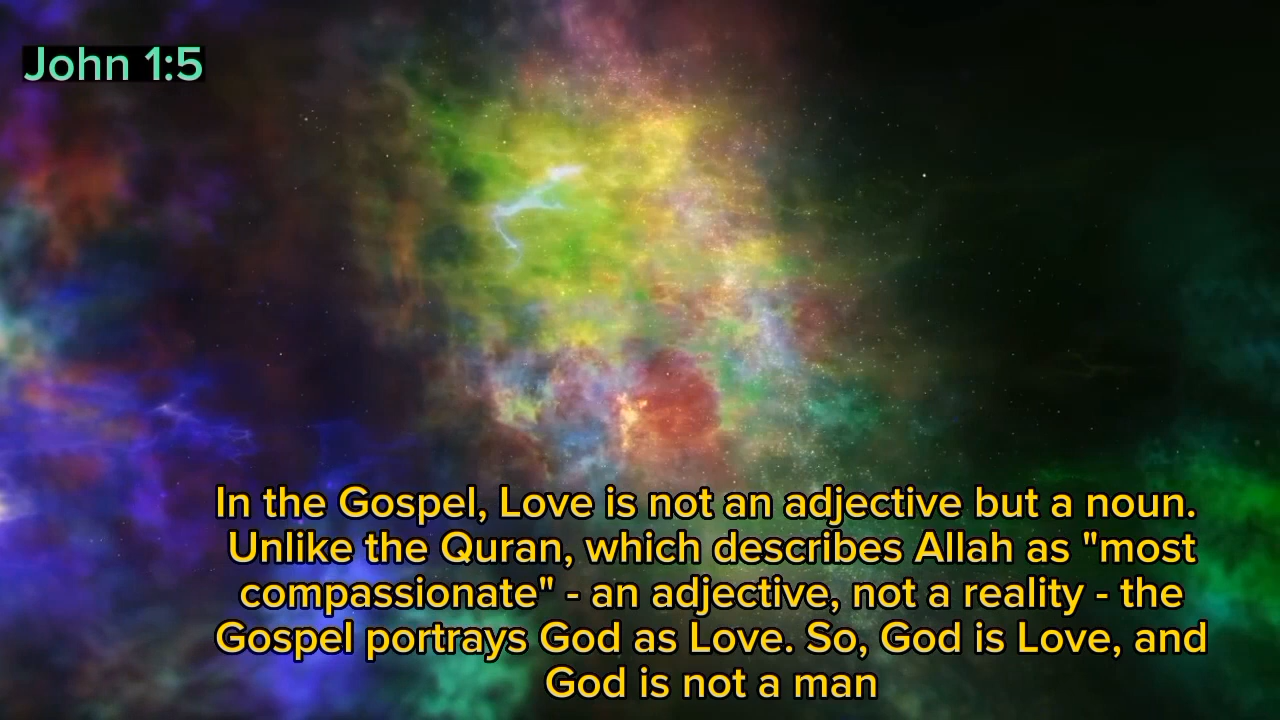 John 1:5
In the Gospel, Love is not an adjective but a noun.
Unlike the Quran, which describes Allah as "most
compassionate" - an adjective, not a reality - the
Gospel portrays God as Love. So, God is Love, and
God is not a man